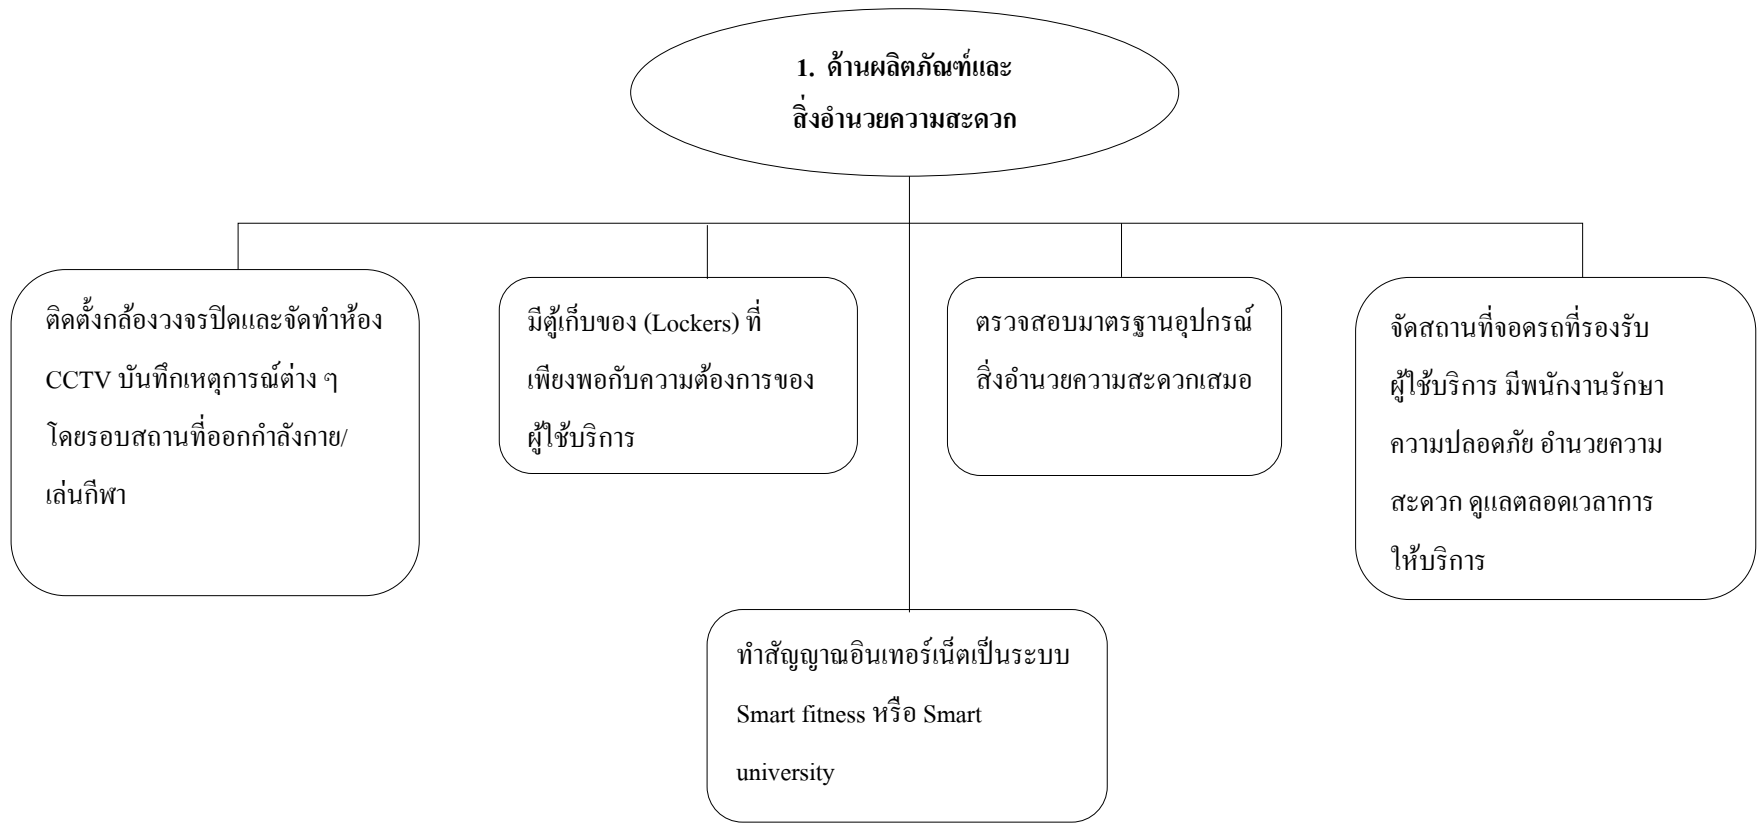 1. ด้านผลิตภัณฑ์และ
สิ่งอำนวยความสะดวก
ติดตั้งกล้องวงจรปิดและจัดทำห้อง
CCTV บันทึกเหตุการณ์ต่าง ๆ
โดยรอบสถานที่ออกกำลังกาย/
เล่นกีฬา
มีตู้เก็บของ (Lockers) ที่
เพียงพอกับความต้องการของ
ผู้ใช้บริการ
ตรวจสอบมาตรฐานอุปกรณ์
สิ่งอำนวยความสะดวกเสมอ
จัดสถานที่จอดรถที่รองรับ
ผู้ใช้บริการ มีพนักงานรักษา
ความปลอดภัย อำนวยความ
สะดวก ดูแลตลอดเวลาการ
ให้บริการ
ทำสัญญาณอินเทอร์เน็ตเป็นระบบ
Smart fitness หรือ Smart
university